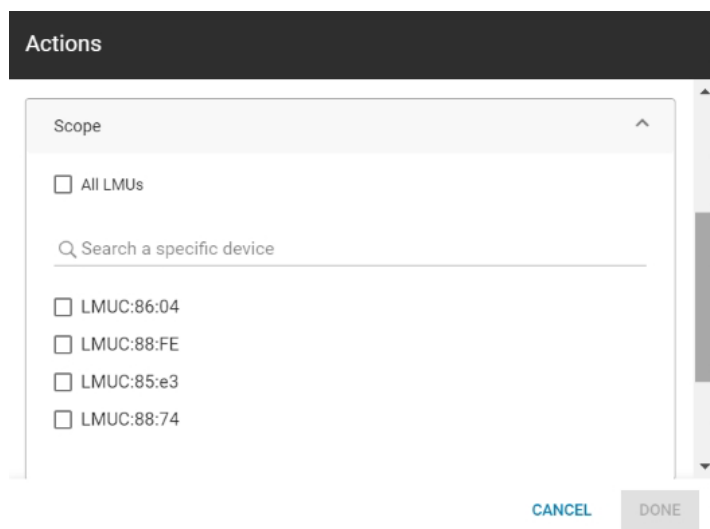 Actions
Scope
All LMUs
Search a specific device
LMUC:86:04
LMUC:88:FE
LMUC:85:e3
LMUC:88:74
CANCEL DONE